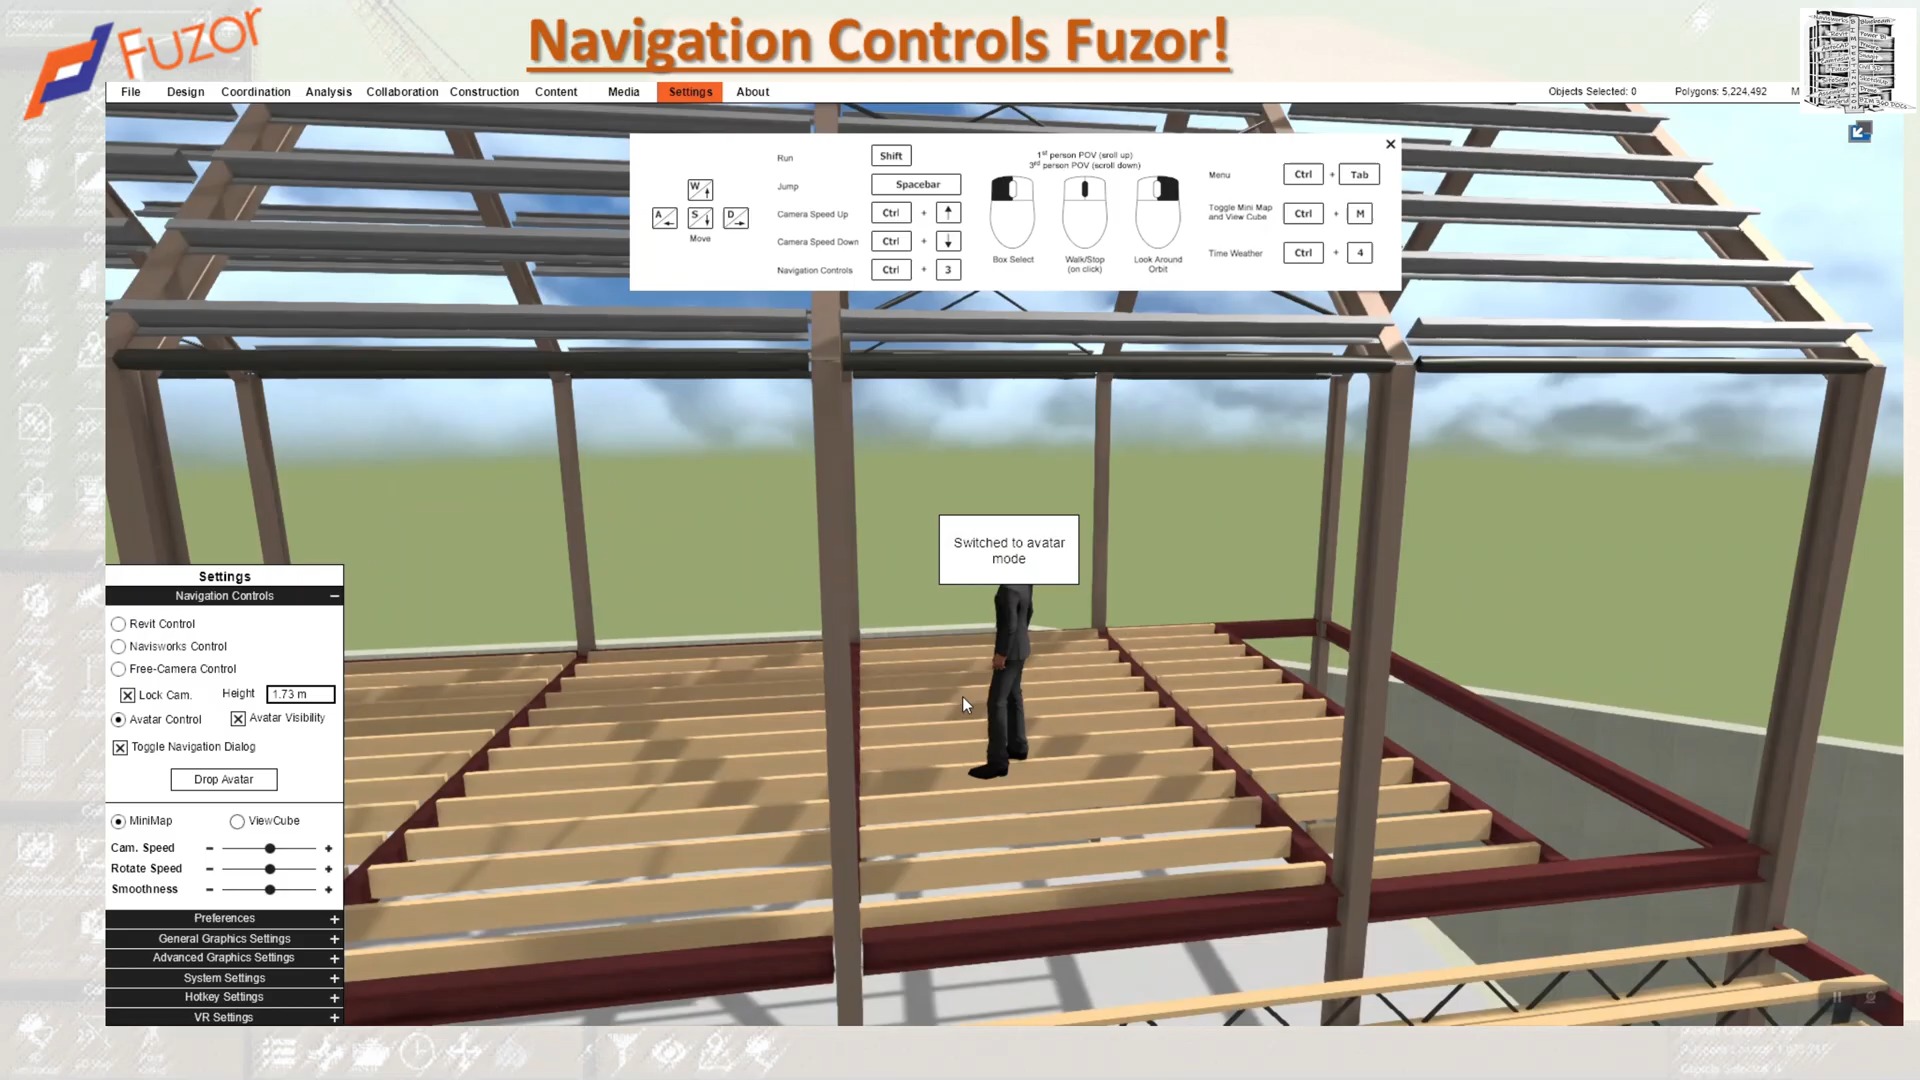 Fuzor
Navigation Controls Fuzor!
File Design Coordination Analysis Collaboration Construction Content Media Settings About
Objects Selected: 0 Polygons: 5,224,492
Run Shift
Jump Spacebar
Camera Speed Up Ctrl + ↑
Camera Speed Down Ctrl + ↓
Navigation Controls Ctrl + 3
W
A S D
Move
1st person POV (sroll up)
3rd person POV (scroll down)
Box Select
Walk/Stop
(on click)
Look Around
Orbit
Menu Ctrl + Tab
Toggle Mini Map
and View Cube Ctrl + M
Time Weather Ctrl + 4
Switched to avatar
mode
Settings
Navigation Controls
Revit Control
Navisworks Control
Free-Camera Control
Lock Cam. Height 1.73 m
Avatar Control Avatar Visibility
Toggle Navigation Dialog
Drop Avatar
MiniMap ViewCube
Cam. Speed - +
Rotate Speed - +
Smoothness - +
Preferences +
General Graphics Settings +
Advanced Graphics Settings +
System Settings +
Hotkey Settings +
VR Settings +